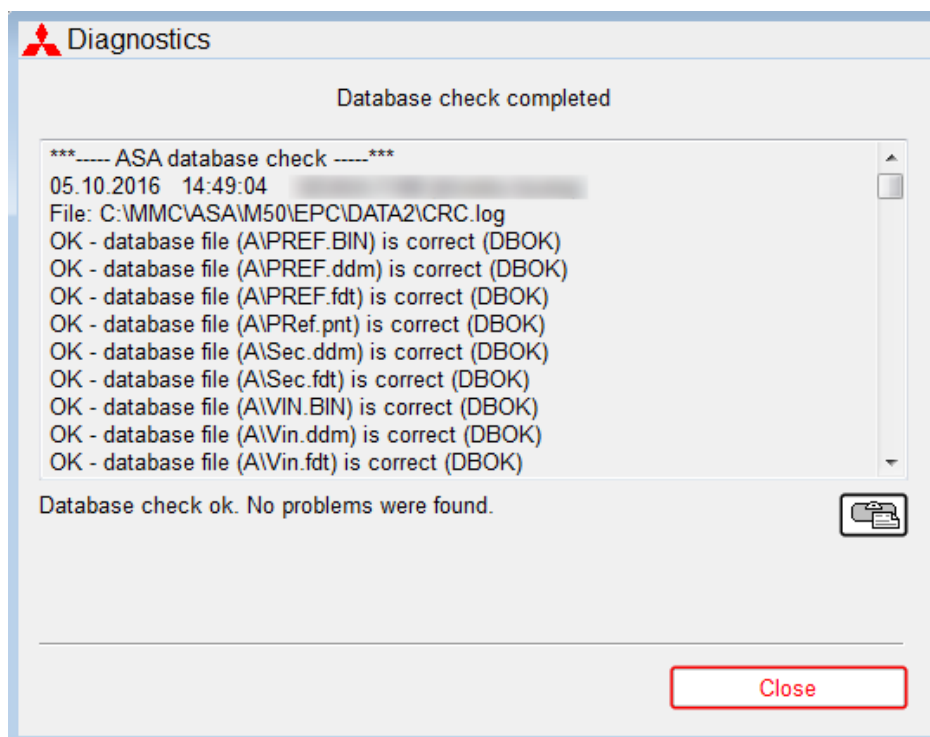 Diagnostics
Database check completed
***----- ASA database check -----***
05.10.2016 14:49:04
File: C:\MMC\ASA\M50\EPC\DATA2\CRC.log
OK - database file (A\PREF.BIN) is correct (DBOK)
OK - database file (A\PREF.ddm) is correct (DBOK)
OK - database file (A\PREF.fdt) is correct (DBOK)
OK - database file (A\PRef.pnt) is correct (DBOK)
OK - database file (A\Sec.ddm) is correct (DBOK)
OK - database file (A\Sec.fdt) is correct (DBOK)
OK - database file (A\VIN.BIN) is correct (DBOK)
OK - database file (A\Vin.ddm) is correct (DBOK)
OK - database file (A\Vin.fdt) is correct (DBOK)
Database check ok. No problems were found.
Close